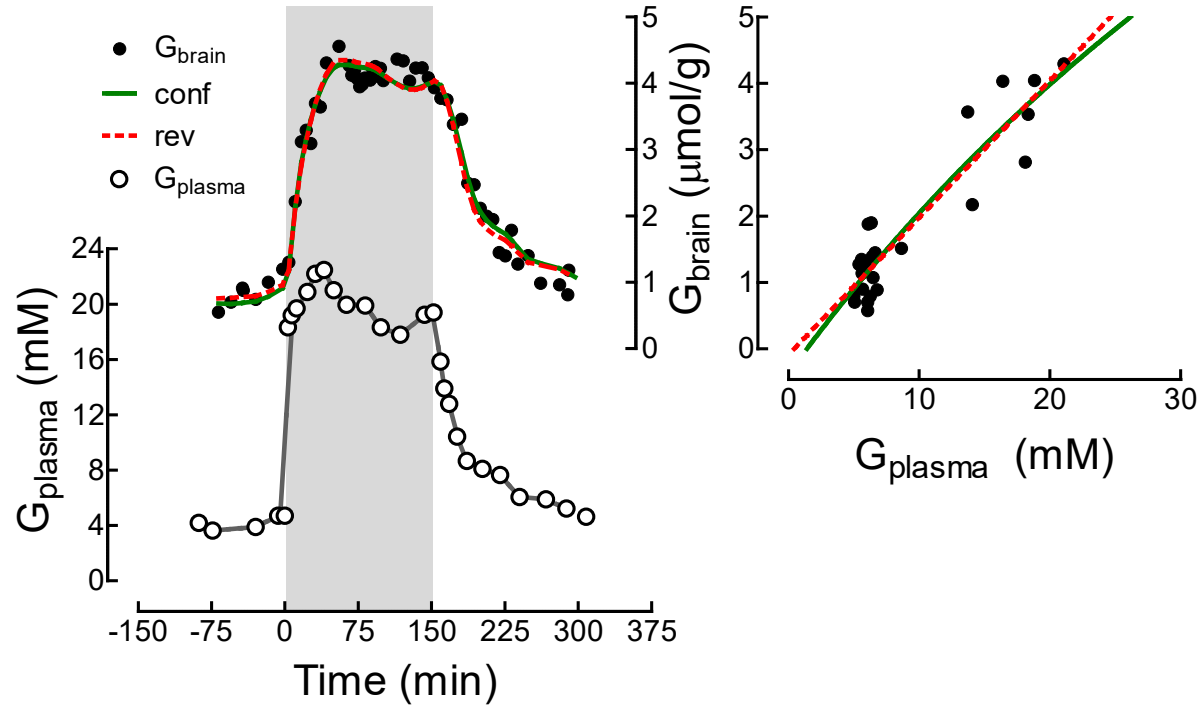 G_brain
conf
rev
G_plasma
24
20
16
12
8
4
0
G_plasma (mM)
-150 -75 0 75 150 225 300 375
Time (min)
5
4
3
2
1
0
G_brain (μmol/g)
5
4
3
2
1
0
0 10 20 30
G_plasma (mM)